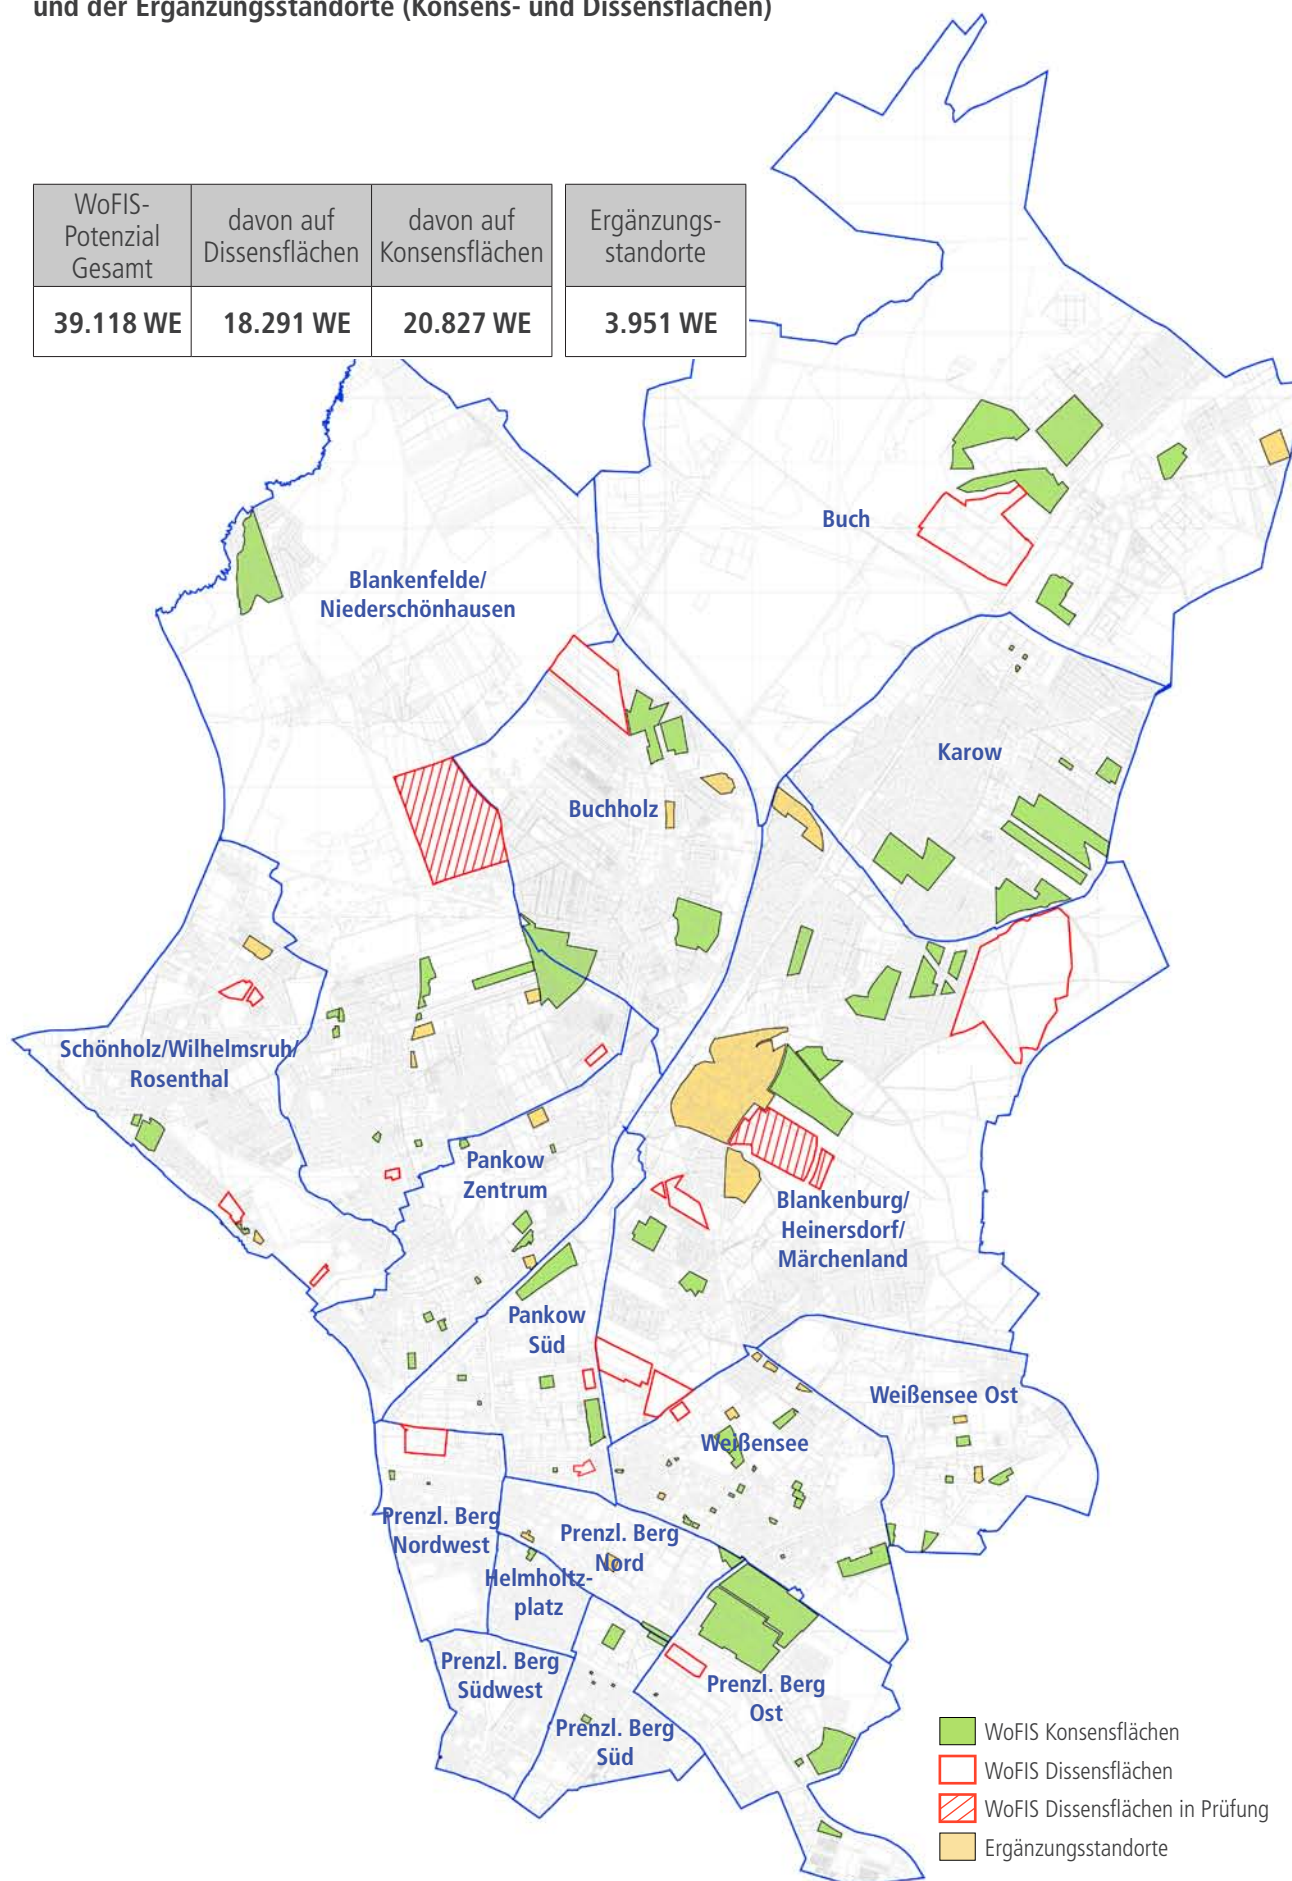 und der Ergänzungsstandorte (Konsens- und Dissensflächen)
WoFIS-
Potenzial
Gesamt
davon auf
Dissensflächen
davon auf
Konsensflächen
Ergänzungs-
standorte
39.118 WE
18.291 WE
20.827 WE
3.951 WE
Buch
Blankenfelde/
Niederschönhausen
Karow
Buchholz
Schönholz/Wilhelmsruh/
Rosenthal
Pankow
Zentrum
Blankenburg/
Heinersdorf/
Märchenland
Pankow
Süd
Weißensee Ost
Weißensee
Prenzl. Berg
Nordwest
Prenzl. Berg
Nord
Helmholtz-
platz
Prenzl. Berg
Südwest
Prenzl. Berg
Ost
Prenzl. Berg
Süd
WoFIS Konsensflächen
WoFIS Dissensflächen
WoFIS Dissensflächen in Prüfung
Ergänzungsstandorte